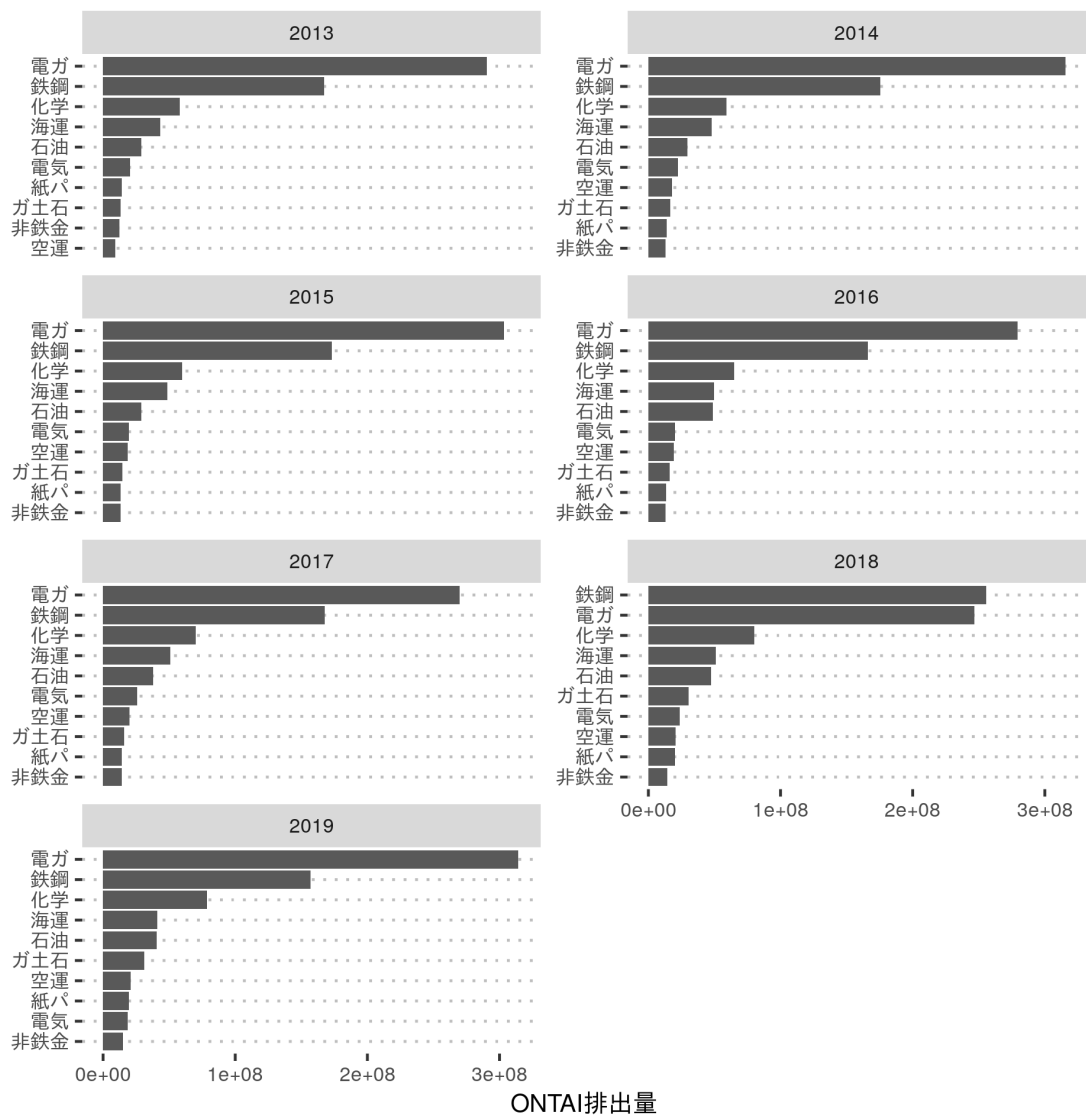 2013
電ガ
鉄鋼
化学
海運
石油
電気
紙パ
ガ土石
非鉄金
空運
2014
電ガ
鉄鋼
化学
海運
石油
電気
空運
ガ土石
紙パ
非鉄金
2015
電ガ
鉄鋼
化学
海運
石油
電気
空運
ガ土石
紙パ
非鉄金
2016
電ガ
鉄鋼
化学
海運
石油
電気
空運
ガ土石
紙パ
非鉄金
2017
電ガ
鉄鋼
化学
海運
石油
電気
空運
ガ土石
紙パ
非鉄金
2018
鉄鋼
電ガ
化学
海運
石油
ガ土石
電気
空運
紙パ
非鉄金
0e+00 1e+08 2e+08 3e+08
2019
電ガ
鉄鋼
化学
海運
石油
ガ土石
空運
紙パ
電気
非鉄金
0e+00 1e+08 2e+08 3e+08
ONTAI排出量